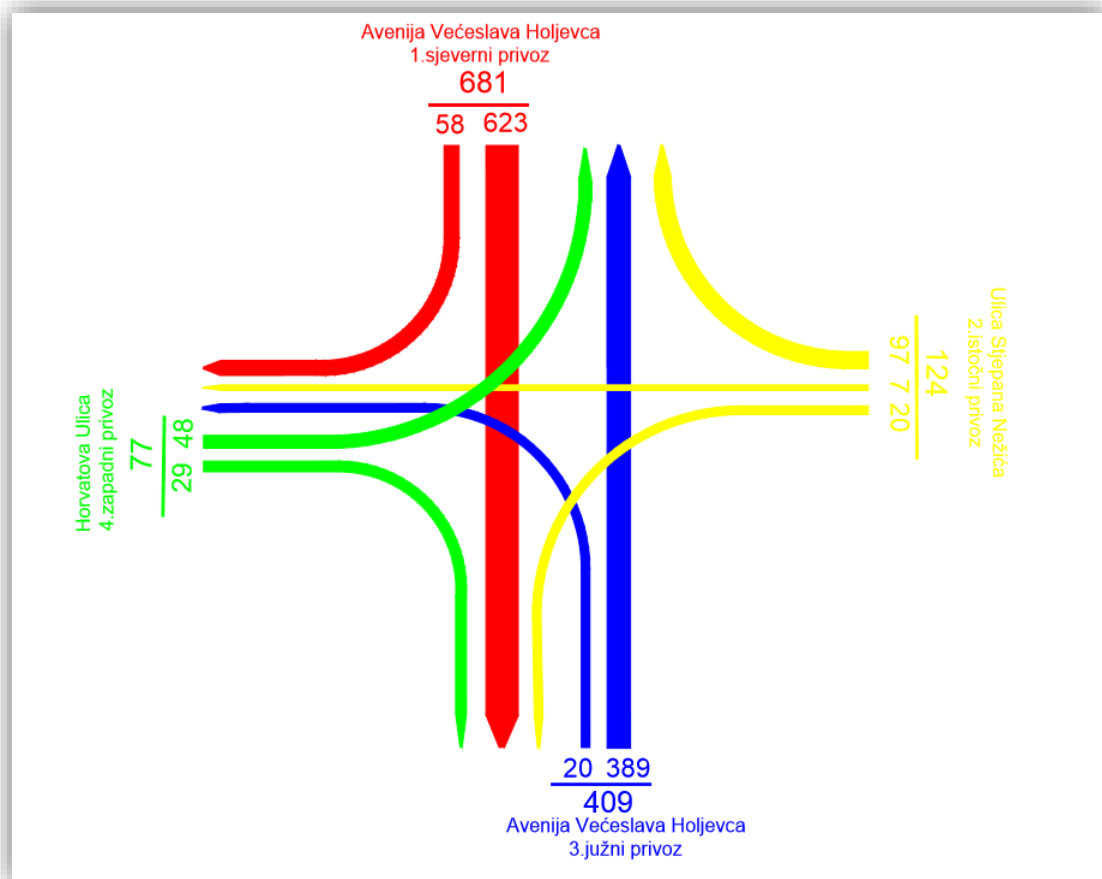 Avenija Većeslava Holjevca
1.sjeverni privoz
681
58 623
Ulica Stjepana Nežića
2.istočni privoz
124
97 7 20
Horvatova Ulica
4.zapadni privoz
77
29 48
20 389
409
Avenija Većeslava Holjevca
3.južni privoz